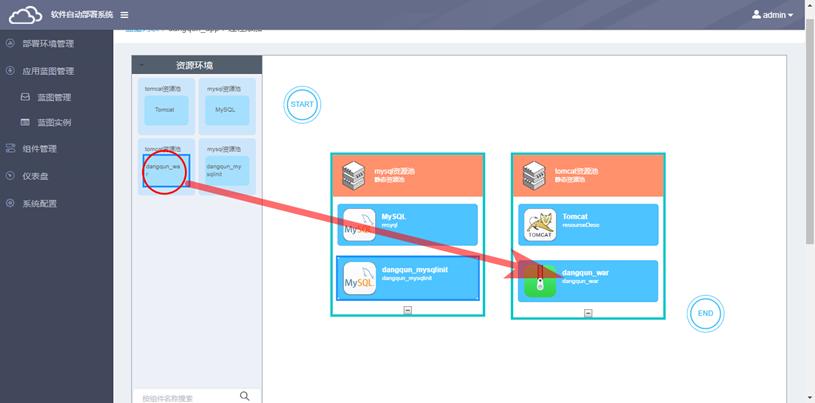 软件自动部署系统
admin
部署环境管理
应用蓝图管理
蓝图管理
蓝图实例
组件管理
仪表盘
系统配置
资源环境
tomcat资源池
Tomcat
mysql资源池
MySQL
tomcat资源池
dangqun_wa
r
mysql资源池
dangqun_my
sqlinit
按组件名称搜索
START
mysql资源池
静态资源池
MySQL
MySQL
msyql
MySQL
dangqun_mysqlinit
dangqun_mysqlinit
tomcat资源池
静态资源池
TOMCAT
Tomcat
resourceDesc
dangqun_war
dangqun_war
END